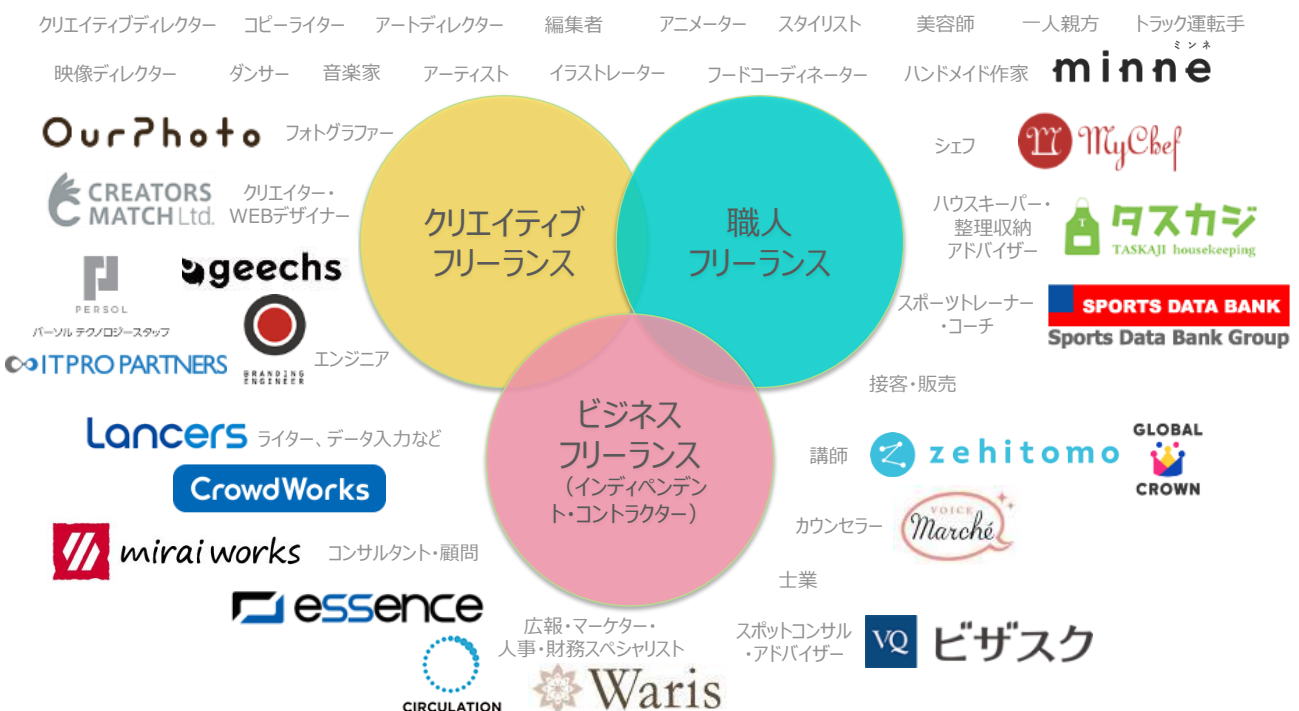 クリエイティブディレクター コピーライター アートディレクター 編集者 アニメーター スタイリスト 美容師 一人親方 トラック運転手
映像ディレクター ダンサー 音楽家 アーティスト イラストレーター フードコーディネーター ハンドメイド作家
ミンネ
minne
OurPhoto フォトグラファー
シェフ
MyChef
CREATORS
MATCH Ltd.
クリエイター・
WEBデザイナー
クリエイティブ
フリーランス
職人
フリーランス
ハウスキーパー・
整理収納
アドバイザー
タスカジ
TASKAJI housekeeping
geechs
PERSOL
パーソル テクノロジースタッフ
ITPRO PARTNERS
BRANDING
ENGINEER
エンジニア
スポーツトレーナー
・コーチ
SPORTS DATA BANK
Sports Data Bank Group
接客・販売
Lancers ライター、データ入力など
CrowdWorks
ビジネス
フリーランス
（インディペンデン
ト・コントラクター）
講師
zehitomo
GLOBAL
CROWN
mirai works コンサルタント・顧問
カウンセラー
VOICE
Marché
士業
essence
CIRCULATION
広報・マーケター・
人事・財務スペシャリスト
Waris
スポットコンサル
・アドバイザー
VQ ビザスク